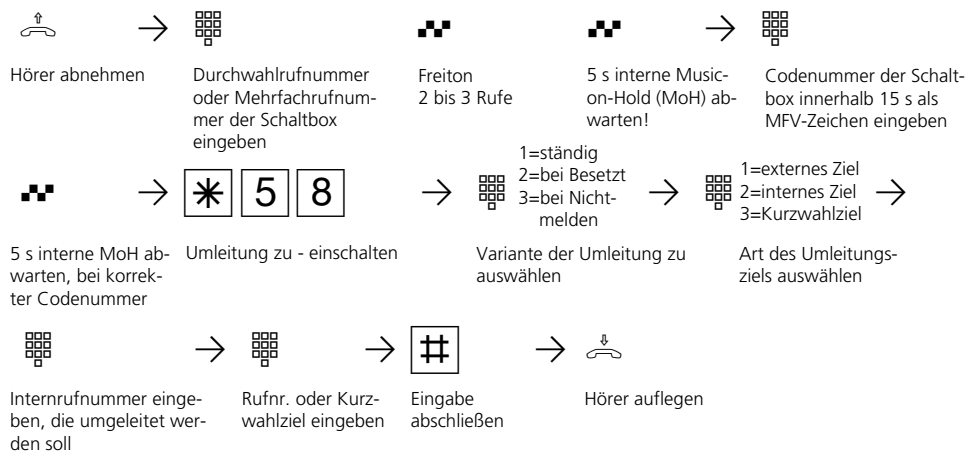 Hörer abnehmen
Durchwahlrufnummer
oder Mehrfachrufnum-
mer der Schaltbox
eingeben
Freiton
2 bis 3 Rufe
5 s interne Music-
on-Hold (MoH) ab-
warten!
Codenummer der Schalt-
box innerhalb 15 s als
MFV-Zeichen eingeben
5 s interne MoH ab-
warten, bei korrek-
ter Codenummer
* 5 8
Umleitung zu - einschalten
1=ständig
2=bei Besetzt
3=bei Nicht-
melden
Variante der Umleitung zu
auswählen
1=externes Ziel
2=internes Ziel
3=Kurzwahlziel
Art des Umleitungs-
ziels auswählen
Internrufnummer einge-
ben, die umgeleitet wer-
den soll
Rufnr. oder Kurz-
wahlziel eingeben
#
Eingabe
abschließen
Hörer auflegen